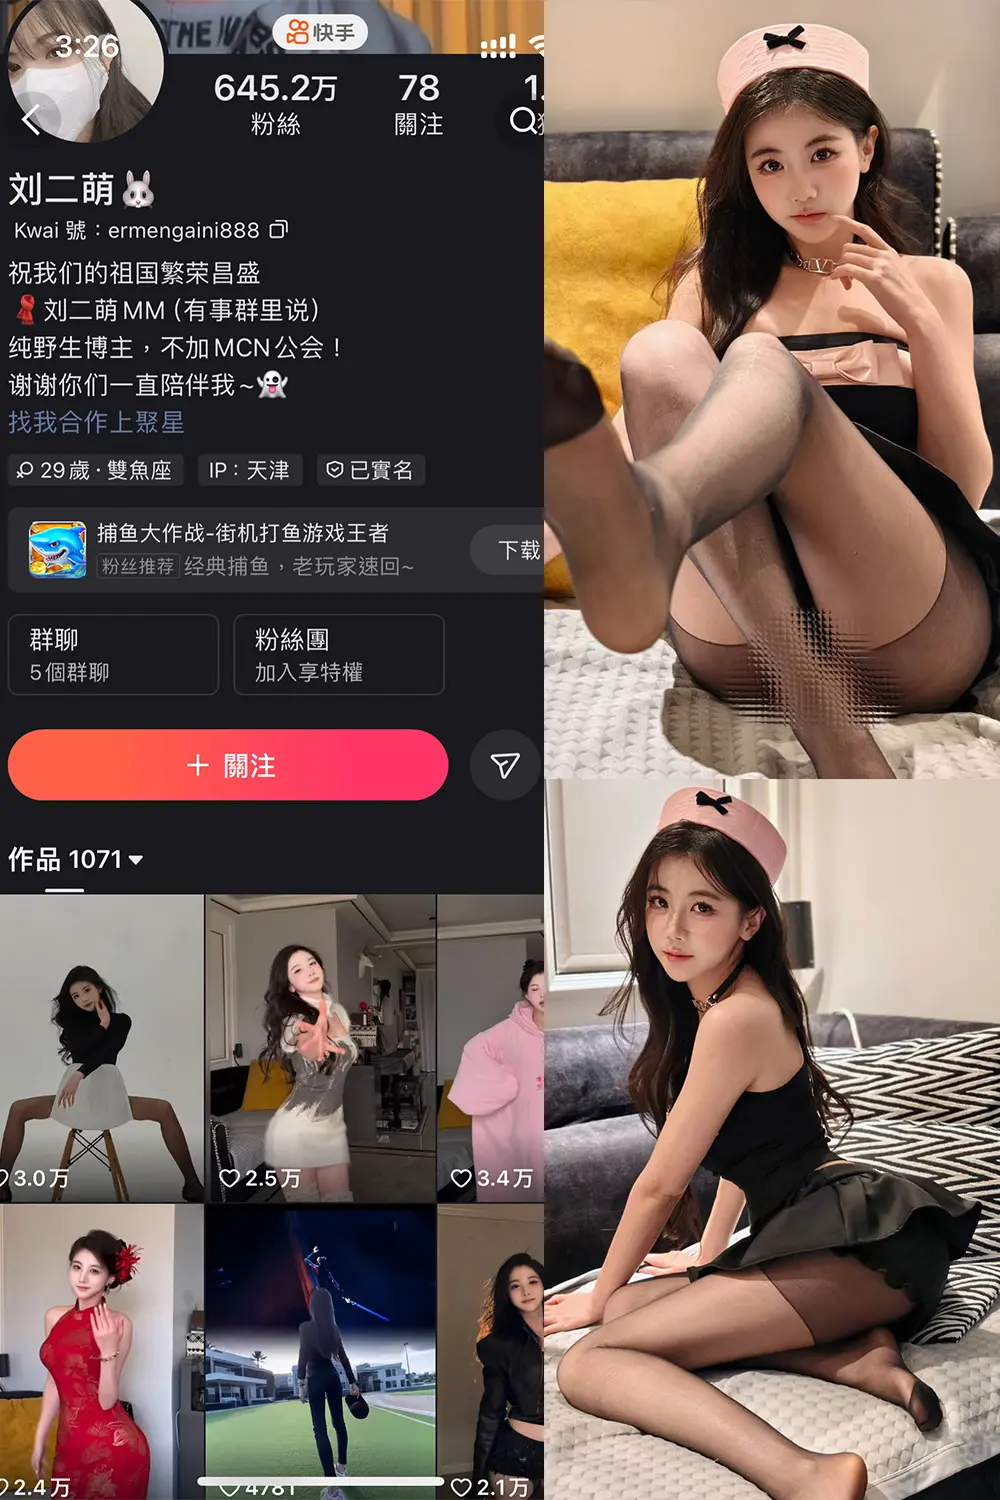 THE
3:26
快手
645.2万
78
1.
粉絲
關注
刘二萌🐰
Kwai 號：ermengaini888
祝我们的祖国繁荣昌盛
🧣刘二萌MM（有事群里说）
纯野生博主，不加MCN公会！
谢谢你们一直陪伴我~👻
找我合作上聚星
29歲·雙魚座
IP：天津
已實名
捕鱼大作战-街机打鱼游戏王者
粉丝推荐 经典捕鱼，老玩家速回~
下载
群聊
5個群聊
粉絲團
加入享特權
＋ 關注
作品 1071
3.0万
2.5万
3.4万
2.4万
4781
2.1万